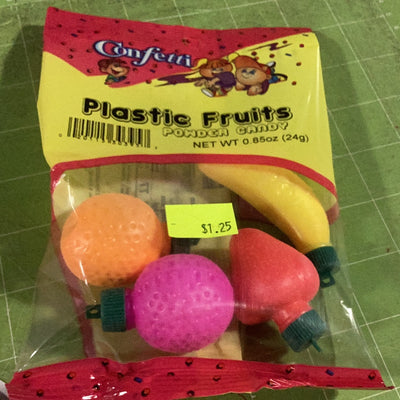 Confetti
Plastic Fruits
POWDER CANDY
NET WT 0.85oz (24g)
$1.25